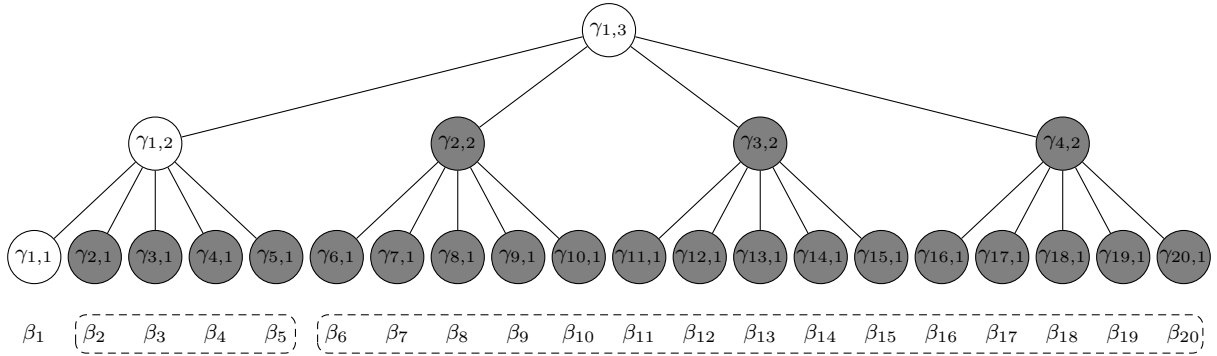 γ1,3
γ1,2 γ2,2 γ3,2 γ4,2
γ1,1 γ2,1 γ3,1 γ4,1 γ5,1 γ6,1 γ7,1 γ8,1 γ9,1 γ10,1 γ11,1 γ12,1 γ13,1 γ14,1 γ15,1 γ16,1 γ17,1 γ18,1 γ19,1 γ20,1
β1 β2 β3 β4 β5 β6 β7 β8 β9 β10 β11 β12 β13 β14 β15 β16 β17 β18 β19 β20